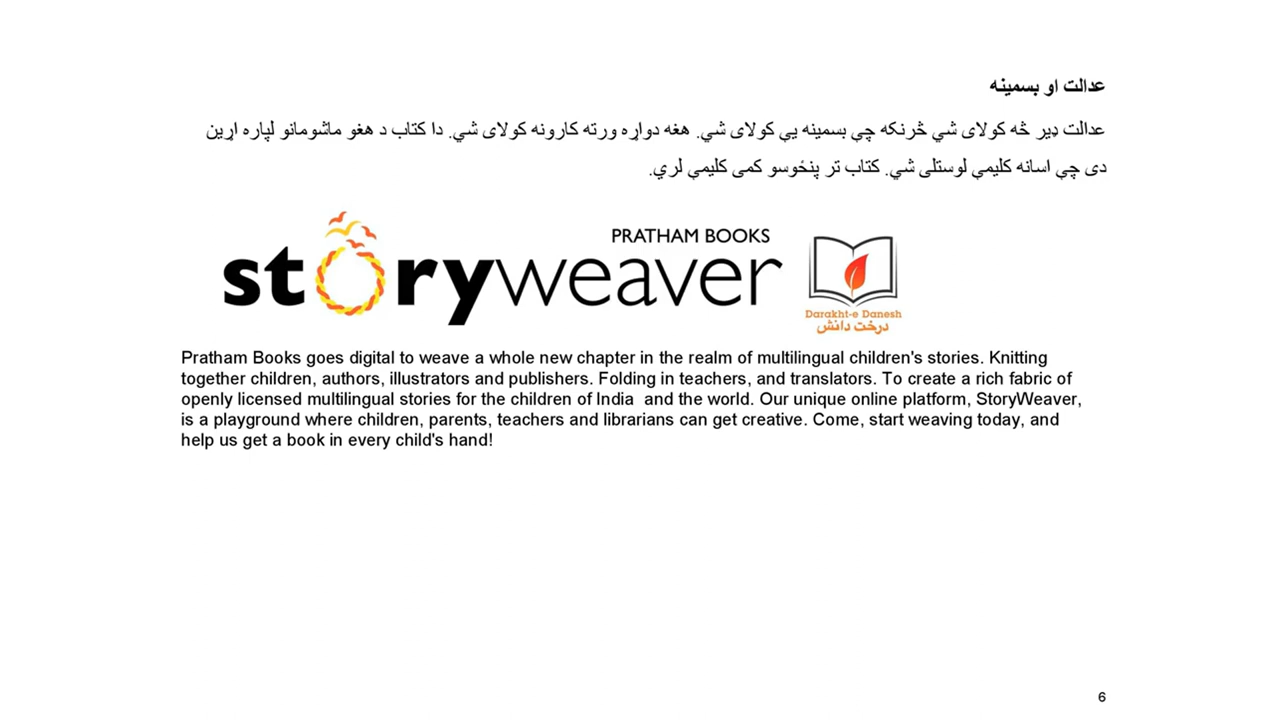 عدالت او بسمینه
عدالت ډیر څه کولای شي څرنکه چې بسمینه یې کولای شي. هغه دواړه ورته کارونه کولای شي. دا کتاب د هغو ماشومانو لپاره اړین
دی چې اسانه کلیمې لوستلی شي. کتاب تر پنځوسو کمی کلیمې لري.
PRATHAM BOOKS
storyweaver
Darakht-e Danesh
درخت دانش
Pratham Books goes digital to weave a whole new chapter in the realm of multilingual children's stories. Knitting
together children, authors, illustrators and publishers. Folding in teachers, and translators. To create a rich fabric of
openly licensed multilingual stories for the children of India  and the world. Our unique online platform, StoryWeaver,
is a playground where children, parents, teachers and librarians can get creative. Come, start weaving today, and
help us get a book in every child's hand!
6